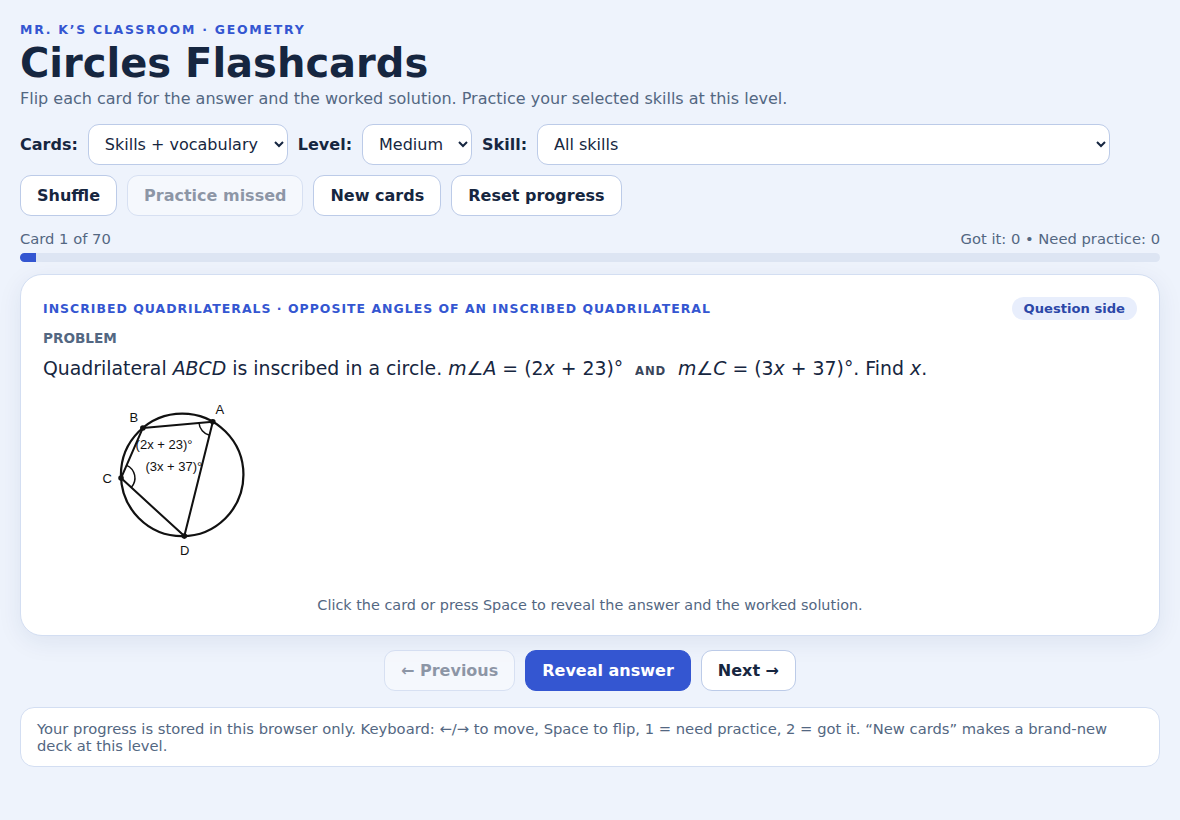 MR. K’S CLASSROOM · GEOMETRY
Circles Flashcards
Flip each card for the answer and the worked solution. Practice your selected skills at this level.
Cards: Skills + vocabulary Level: Medium Skill: All skills
Shuffle Practice missed New cards Reset progress
Card 1 of 70 Got it: 0 • Need practice: 0
INSCRIBED QUADRILATERALS · OPPOSITE ANGLES OF AN INSCRIBED QUADRILATERAL Question side
PROBLEM
Quadrilateral ABCD is inscribed in a circle. m∠A = (2x + 23)° AND m∠C = (3x + 37)°. Find x.
A
B
(2x + 23)°
(3x + 37)°
C
D
Click the card or press Space to reveal the answer and the worked solution.
← Previous Reveal answer Next →
Your progress is stored in this browser only. Keyboard: ←/→ to move, Space to flip, 1 = need practice, 2 = got it. “New cards” makes a brand-new
deck at this level.